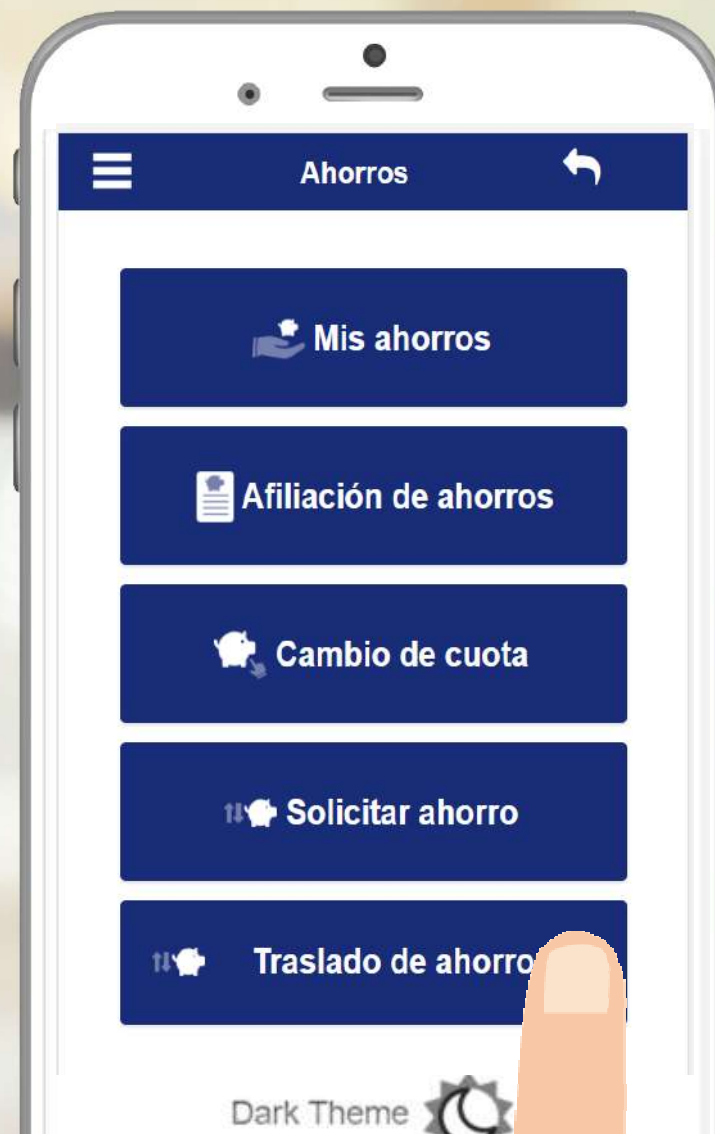 Ahorros
Mis ahorros
Afiliación de ahorros
Cambio de cuota
Solicitar ahorro
Traslado de ahorro
Dark Theme